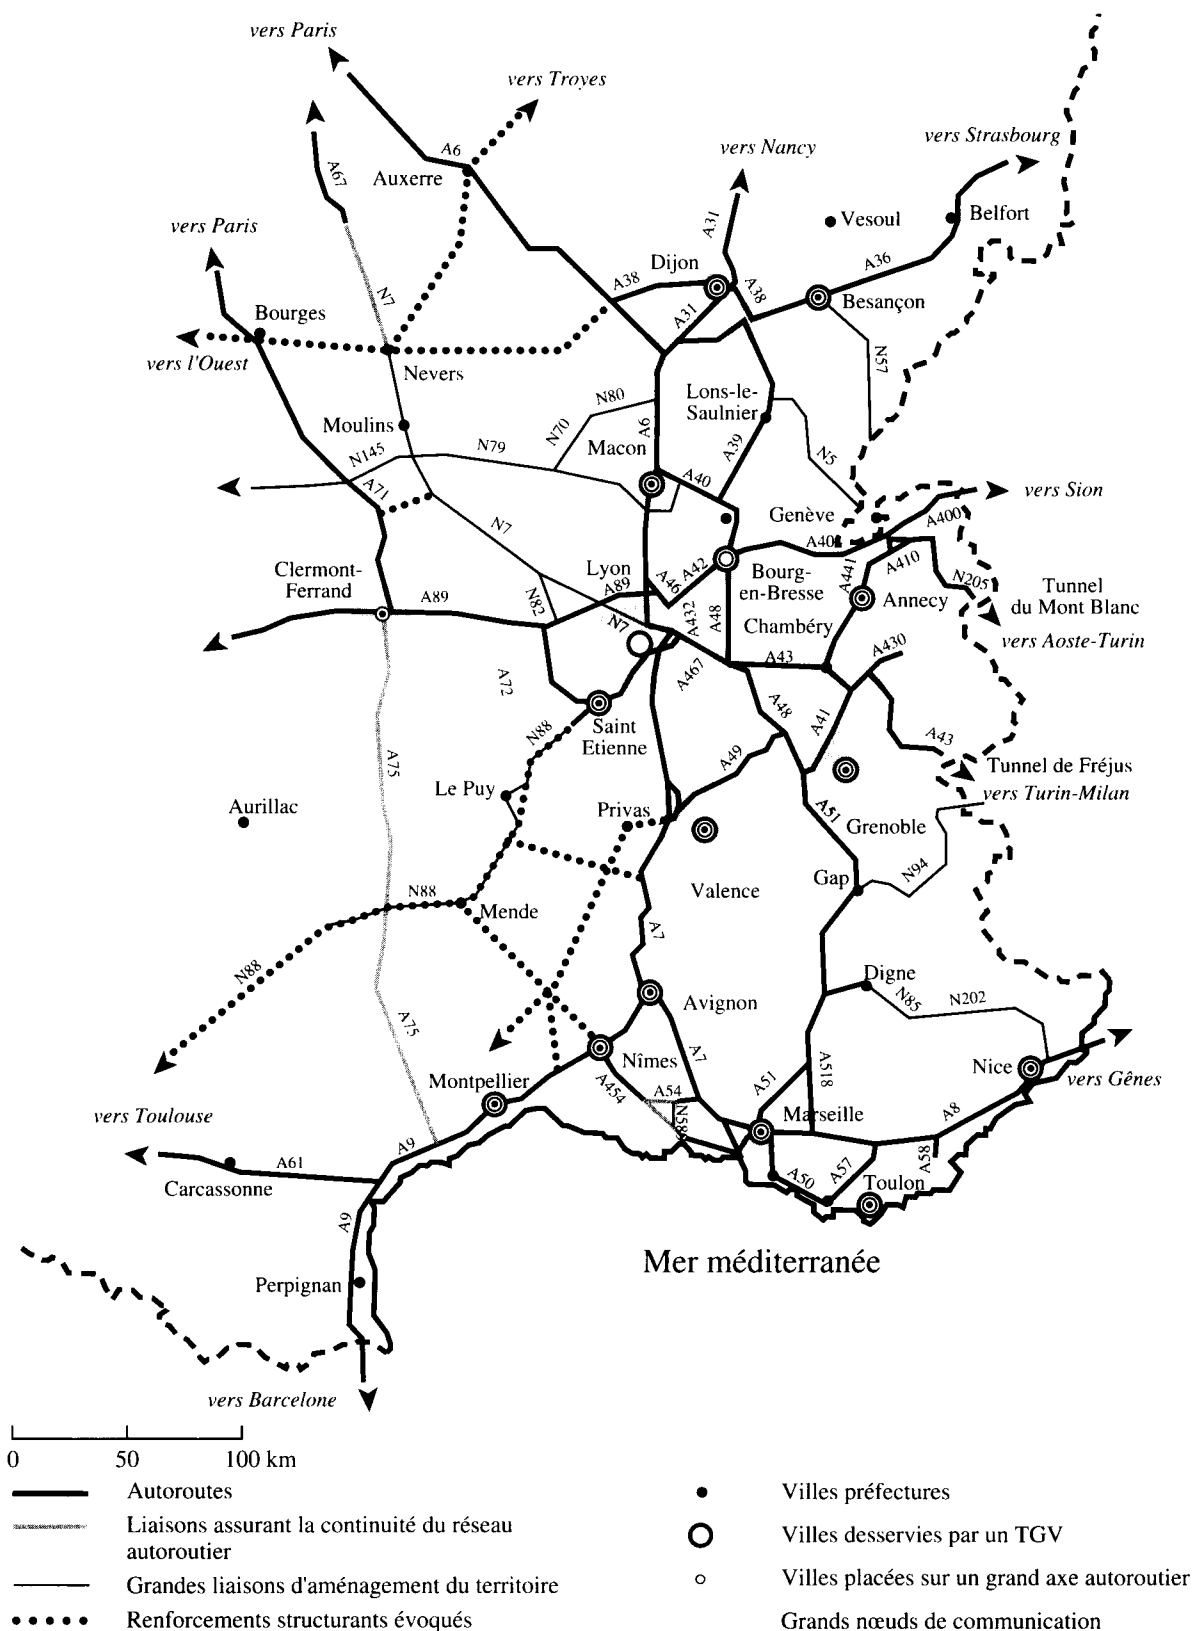 vers Paris
vers Troyes
vers Strasbourg
vers Nancy
A6
A67
Auxerre
A31
Vesoul
Belfort
vers Paris
Dijon
A38
A36
A38
Besançon
Bourges
N7
A31
vers l'Ouest
Nevers
N57
N80
Lons-le-
Saulnier
Moulins
N70
A6
Macon
N145
N79
A39
N5
A71
A40
vers Sion
Genève
A400
N7
Clermont-
Ferrand
Lyon
A46
A42
Bourg-
en-Bresse
A441
A410
N205
Tunnel
du Mont Blanc
A89
N82
A89
Annecy
N7
A432
A48
Chambéry
vers Aoste-Turin
A43
A430
A72
A467
Saint
Etienne
N88
A48
A41
A43
A75
A49
Tunnel de Fréjus
vers Turin-Milan
Le Puy
Aurillac
Privas
A51
Grenoble
N94
Gap
Valence
N88
Mende
A7
N88
Digne
N85
N202
Avignon
A75
A7
Nîmes
A51
A518
Nice
vers Gênes
Montpellier
A454
A54
Marseille
vers Toulouse
A9
A8
A61
A50
A57
A58
Toulon
Carcassonne
A9
Mer méditerranée
Perpignan
vers Barcelone
0 50 100 km
Autoroutes
Liaisons assurant la continuité du réseau
autoroutier
Grandes liaisons d'aménagement du territoire
Renforcements structurants évoqués
Villes préfectures
Villes desservies par un TGV
Villes placées sur un grand axe autoroutier
Grands nœuds de communication